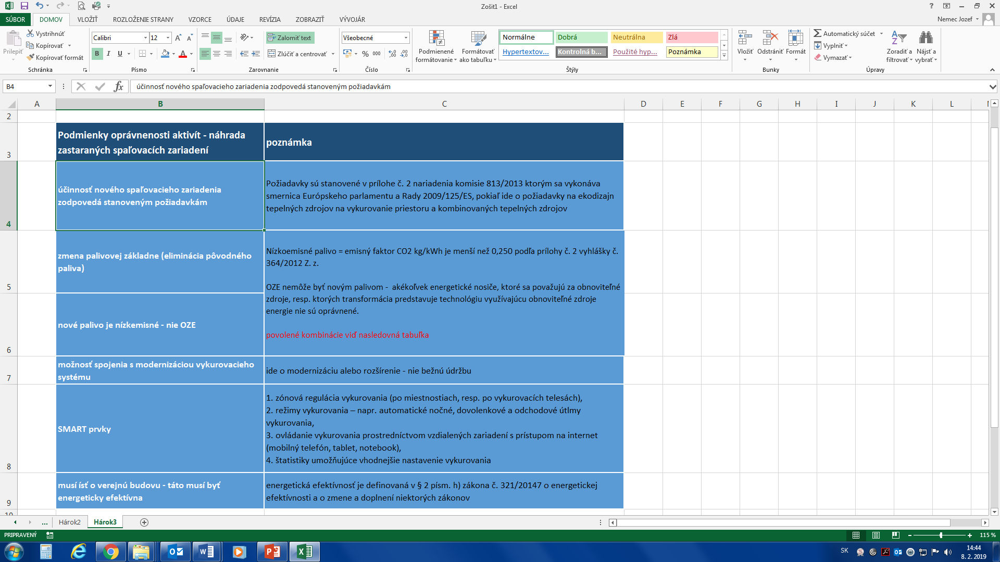 Zošit1 - Excel
SÚBOR DOMOV VLOŽIŤ ROZLOŽENIE STRANY VZORCE ÚDAJE REVÍZIA ZOBRAZIŤ VÝVOJÁR
Nemec Jozef
Prilepiť
Vystrihnúť
Kopírovať
Kopírovať formát
Schránka
Calibri 12
B I U
Písmo
Zalomiť text
Zlúčiť a centrovať
Zarovnanie
Všeobecné
% 000
Číslo
Podmienené formátovanie
Formátovať ako tabuľku
Normálne Dobrá Neutrálna Zlá
Hypertextov... Kontrolná b... Použité hyp... Poznámka
Štýly
Vložiť Odstrániť Formát
Bunky
Automatický súčet
Vyplniť
Vymazať
Zoradiť a filtrovať
Nájsť a vybrať
Úpravy
B4
fx
účinnosť nového spaľovacieho zariadenia zodpovedá stanoveným požiadavkám
A B C D E F G H I J K L
2
3
Podmienky oprávnenosti aktivít - náhrada
zastaraných spaľovacích zariadení
poznámka
4
účinnosť nového spaľovacieho zariadenia
zodpovedá stanoveným požiadavkám
Požiadavky sú stanovené v prílohe č. 2 nariadenia komisie 813/2013 ktorým sa vykonáva
smernica Európskeho parlamentu a Rady 2009/125/ES, pokiaľ ide o požiadavky na ekodizajn
tepelných zdrojov na vykurovanie priestoru a kombinovaných tepelných zdrojov
5
zmena palivovej základne (eliminácia pôvodného
paliva)
Nízkoemisné palivo = emisný faktor CO2 kg/kWh je menší než 0,250 podľa prílohy č. 2 vyhlášky č.
364/2012 Z. z.
OZE nemôže byť novým palivom - akékoľvek energetické nosiče, ktoré sa považujú za obnoviteľné
zdroje, resp. ktorých transformácia predstavuje technológiu využívajúcu obnoviteľné zdroje
energie nie sú oprávnené.
povolené kombinácie viď nasledovná tabuľka
6
nové palivo je nízkemisné - nie OZE
7
možnosť spojenia s modernizáciou vykurovacieho
systému
ide o modernizáciu alebo rozšírenie - nie bežnú údržbu
8
SMART prvky
1. zónová regulácia vykurovania (po miestnostiach, resp. po vykurovacích telesách),
2. režimy vykurovania – napr. automatické nočné, dovolenkové a odchodové útlmy
vykurovania,
3. ovládanie vykurovania prostredníctvom vzdialených zariadení s prístupom na internet
(mobilný telefón, tablet, notebook),
4. štatistiky umožňujúce vhodnejšie nastavenie vykurovania
9
musí ísť o verejnú budovu - táto musí byť
energeticky efektívna
energetická efektívnosť je definovaná v § 2 písm. h) zákona č. 321/20147 o energetickej
efektívnosti a o zmene a doplnení niektorých zákonov
10
... Hárok2 Hárok3
PRIPRAVENÝ
115 %
SK
14:44
8. 2. 2019